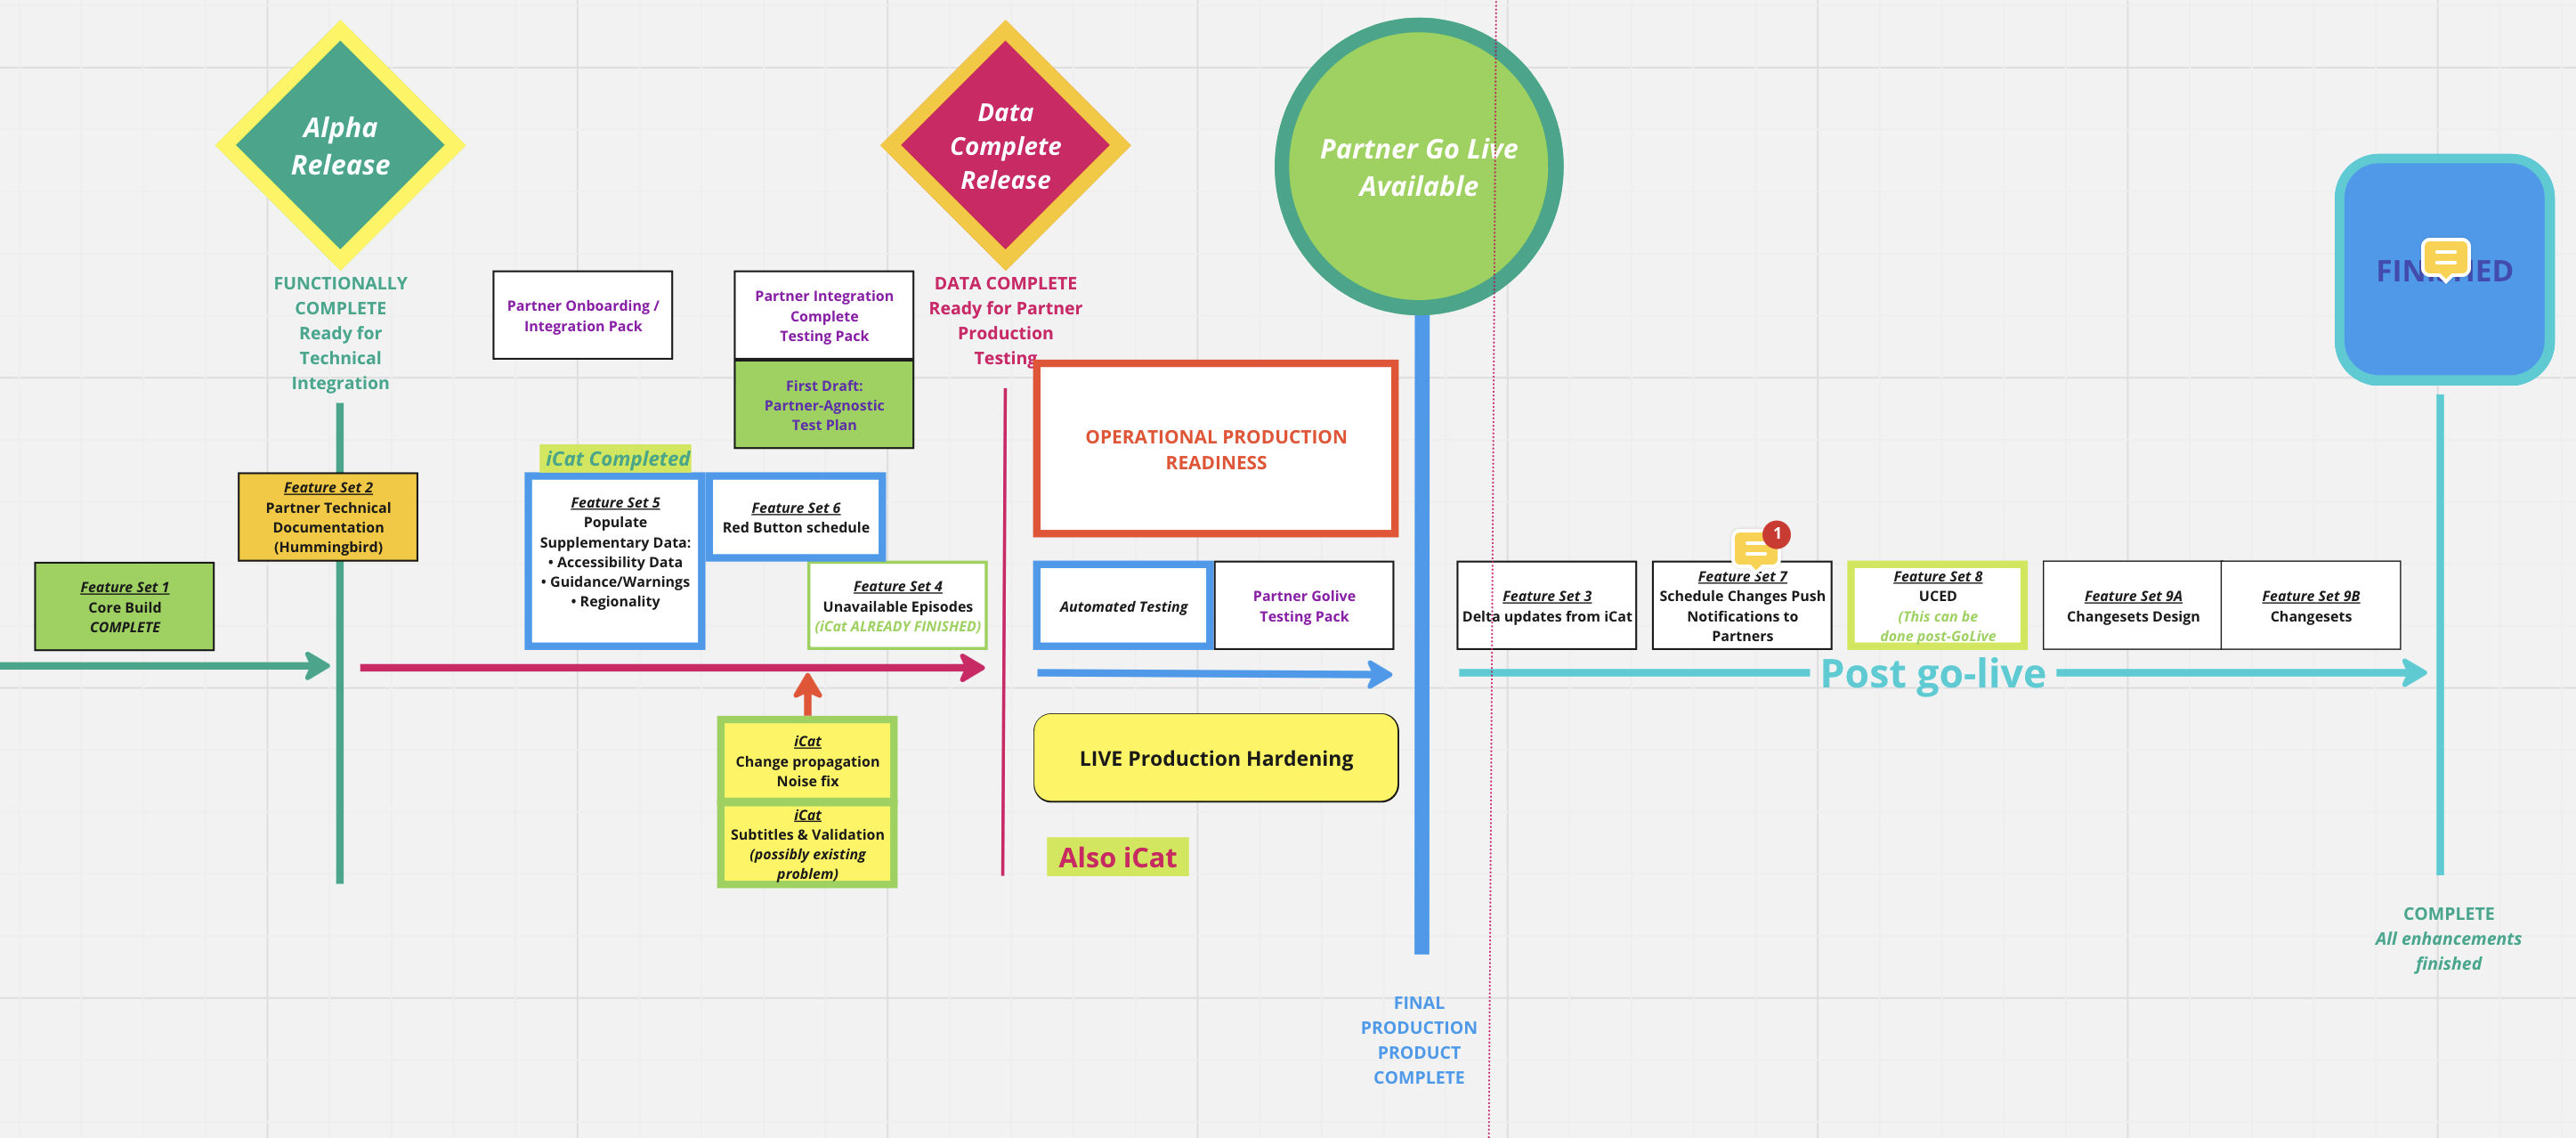 Alpha
Release
Data
Complete
Release
Partner Go Live
Available
FUNCTIONALLY
COMPLETE
Ready for
Technical
Integration
Partner Onboarding /
Integration Pack
Partner Integration
Complete
Testing Pack
First Draft:
Partner-Agnostic
Test Plan
DATA COMPLETE
Ready for Partner
Production
Testing
OPERATIONAL PRODUCTION
READINESS
Feature Set 1
Core Build
COMPLETE
Feature Set 2
Partner Technical
Documentation
(Hummingbird)
iCat Completed
Feature Set 5
Populate
Supplementary Data:
• Accessibility Data
• Guidance/Warnings
• Regionality
Feature Set 6
Red Button schedule
Feature Set 4
Unavailable Episodes
(iCat ALREADY FINISHED)
Automated Testing
Partner Golive
Testing Pack
Feature Set 3
Delta updates from iCat
1
Feature Set 7
Schedule Changes Push
Notifications to
Partners
Feature Set 8
UCED
(This can be
done post-GoLive
Feature Set 9A
Changesets Design
Feature Set 9B
Changesets
Post go-live
iCat
Change propagation
Noise fix
iCat
Subtitles & Validation
(possibly existing
problem)
LIVE Production Hardening
Also iCat
FINAL
PRODUCTION
PRODUCT
COMPLETE
COMPLETE
All enhancements
finished